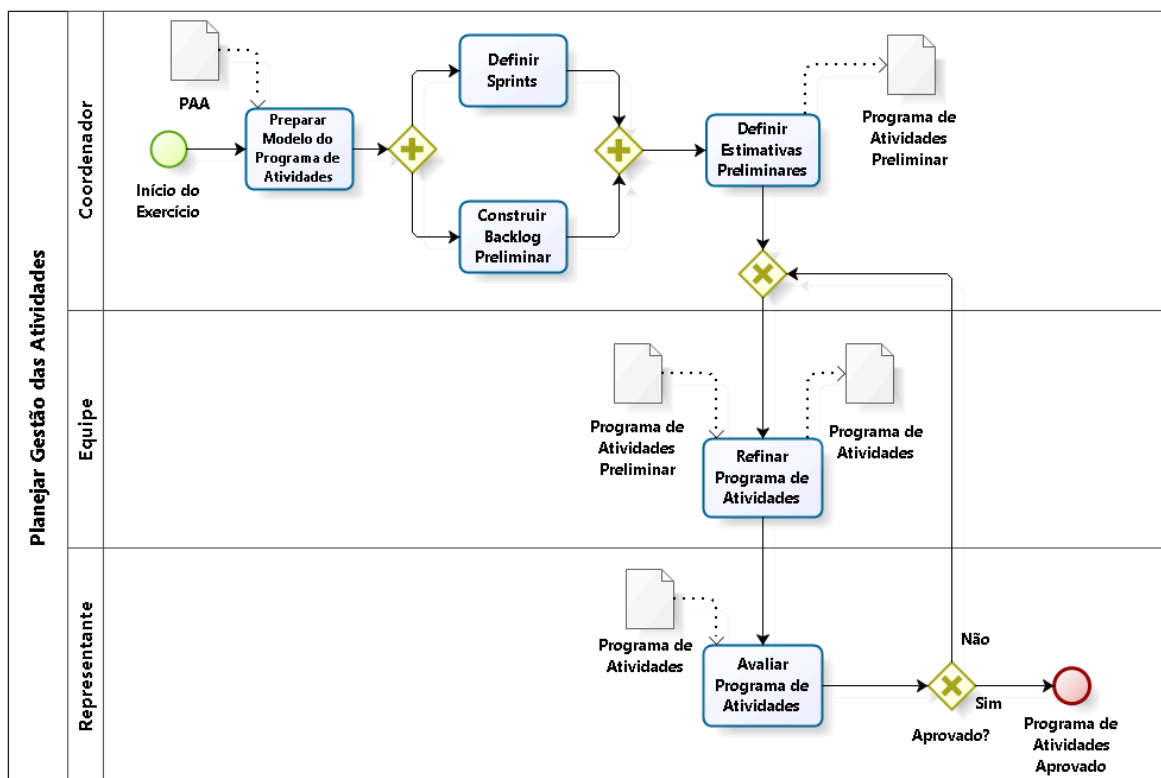 Planejar Gestão das Atividades
Coordenador
PAA
Início do
Exercício
Preparar
Modelo do
Programa de
Atividades
Definir
Sprints
Construir
Backlog
Preliminar
Definir
Estimativas
Preliminares
Programa de
Atividades
Preliminar
Equipe
Programa de
Atividades
Preliminar
Refinar
Programa de
Atividades
Programa de
Atividades
Representante
Programa de
Atividades
Avaliar
Programa de
Atividades
Aprovado?
Não
Sim
Programa de
Atividades
Aprovado